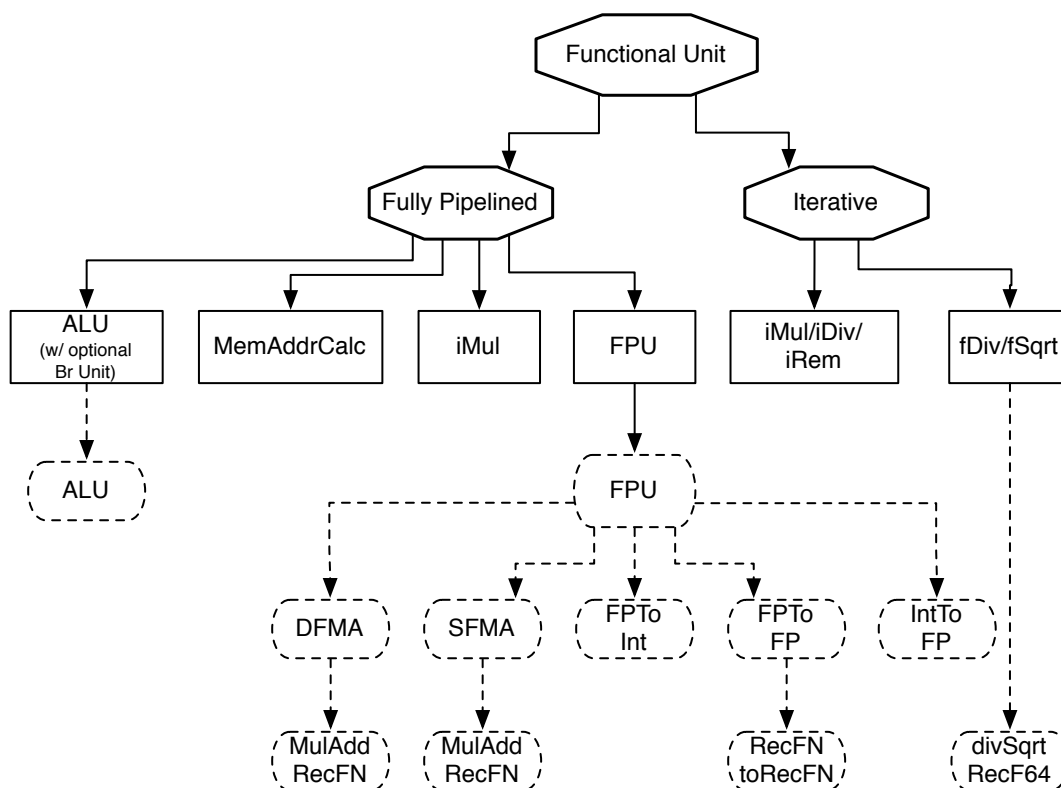 Functional Unit
Fully Pipelined
Iterative
ALU
(w/ optional
Br Unit)
MemAddrCalc
iMul
FPU
iMul/iDiv/
iRem
fDiv/fSqrt
ALU
FPU
DFMA
SFMA
FPTo
Int
FPTo
FP
IntTo
FP
MulAdd
RecFN
MulAdd
RecFN
RecFN
toRecFN
divSqrt
RecF64